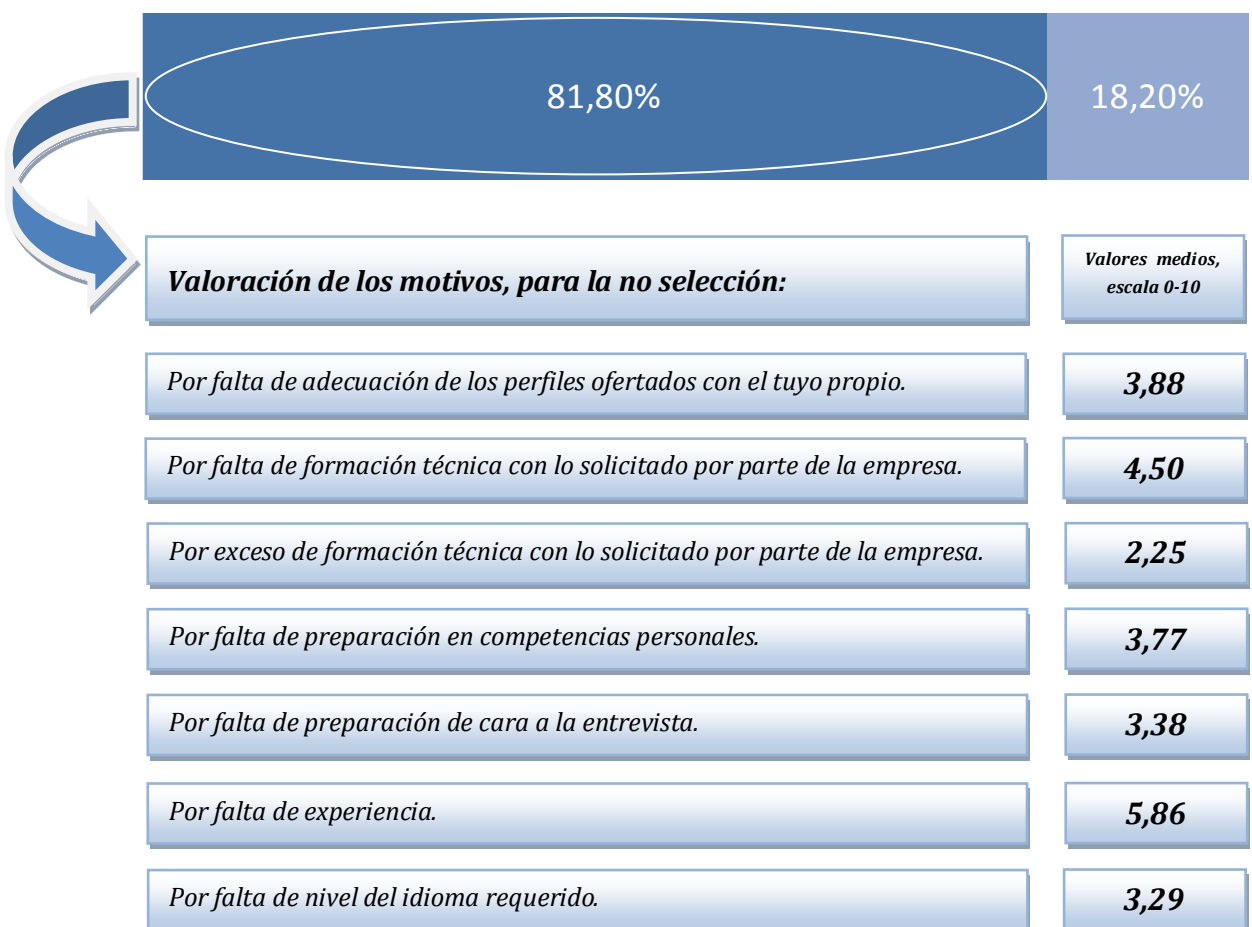 81,80%
18,20%
Valoración de los motivos, para la no selección:
Valores medios,
escala 0-10
Por falta de adecuación de los perfiles ofertados con el tuyo propio.
3,88
Por falta de formación técnica con lo solicitado por parte de la empresa.
4,50
Por exceso de formación técnica con lo solicitado por parte de la empresa.
2,25
Por falta de preparación en competencias personales.
3,77
Por falta de preparación de cara a la entrevista.
3,38
Por falta de experiencia.
5,86
Por falta de nivel del idioma requerido.
3,29